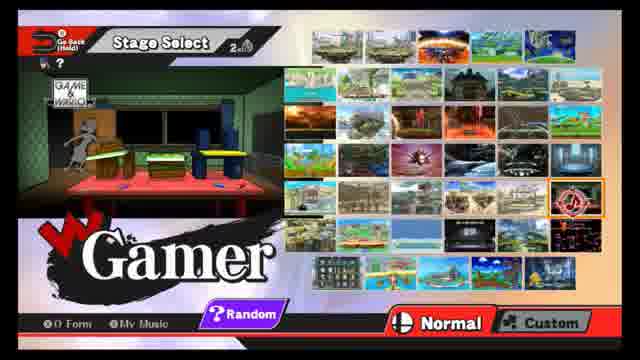 Go Back
(Hold)
Stage Select
2
?
GAME
&
WARIO
Gamer
? Random
Ω Form
My Music
Normal
Custom